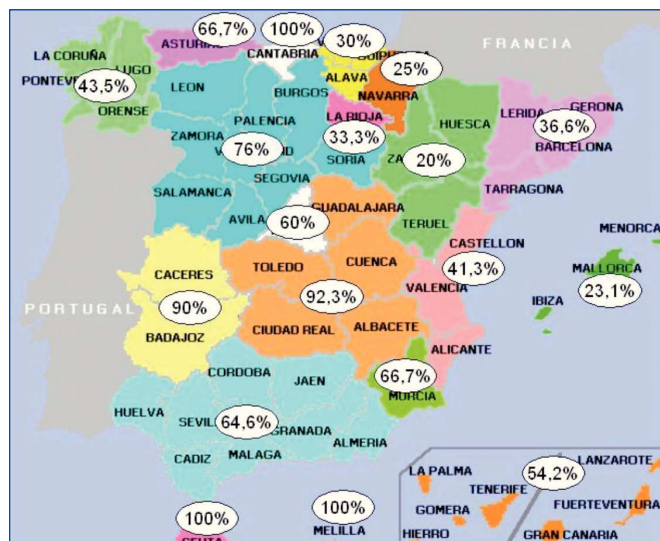 66,7%
100%
30%
FRANCIA
LA CORUÑA
ASTURIAS
CANTABRIA
LUGO
43,5%
ORENSE
LEON
BURGOS
ALAVA
25%
NAVARRA
PALENCIA
LA RIOJA
33,3%
HUESCA
LERIDA
GERONA
36,6%
BARCELONA
ZAMORA
76%
SORIA
20%
SEGOVIA
SALAMANCA
AVILA
60%
GUADALAJARA
TERUEL
TARRAGONA
CASTELLON
MENORCA
CACERES
TOLEDO
CUENCA
41,3%
MALLORCA
23,1%
PORTUGAL
90%
92,3%
VALENCIA
IBIZA
BADAJOZ
CIUDAD REAL
ALBACETE
ALICANTE
CORDOBA
JAEN
66,7%
MURCIA
HUELVA
64,6%
GRANADA
ALMERIA
CADIZ
MALAGA
LANZAROTE
LA PALMA
54,2%
TENERIFE
GOMERA
FUERTEVENTURA
100%
100%
CEUTA
MELILLA
HIERRO
GRAN CANARIA